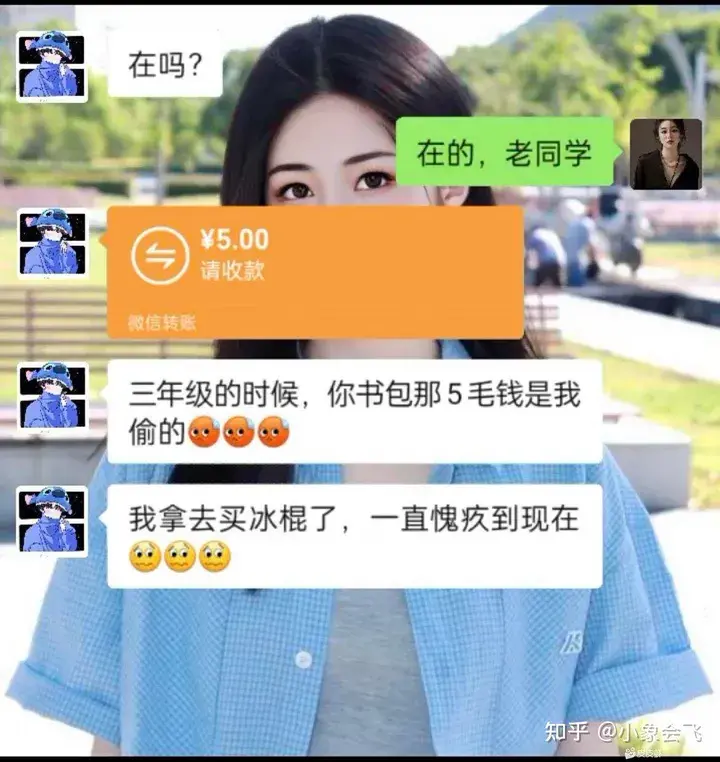 在吗？
在的，老同学
¥5.00
请收款
微信转账
三年级的时候，你书包那5毛钱是我
偷的
我拿去买冰棍了，一直愧疚到现在
知乎 @小象会飞